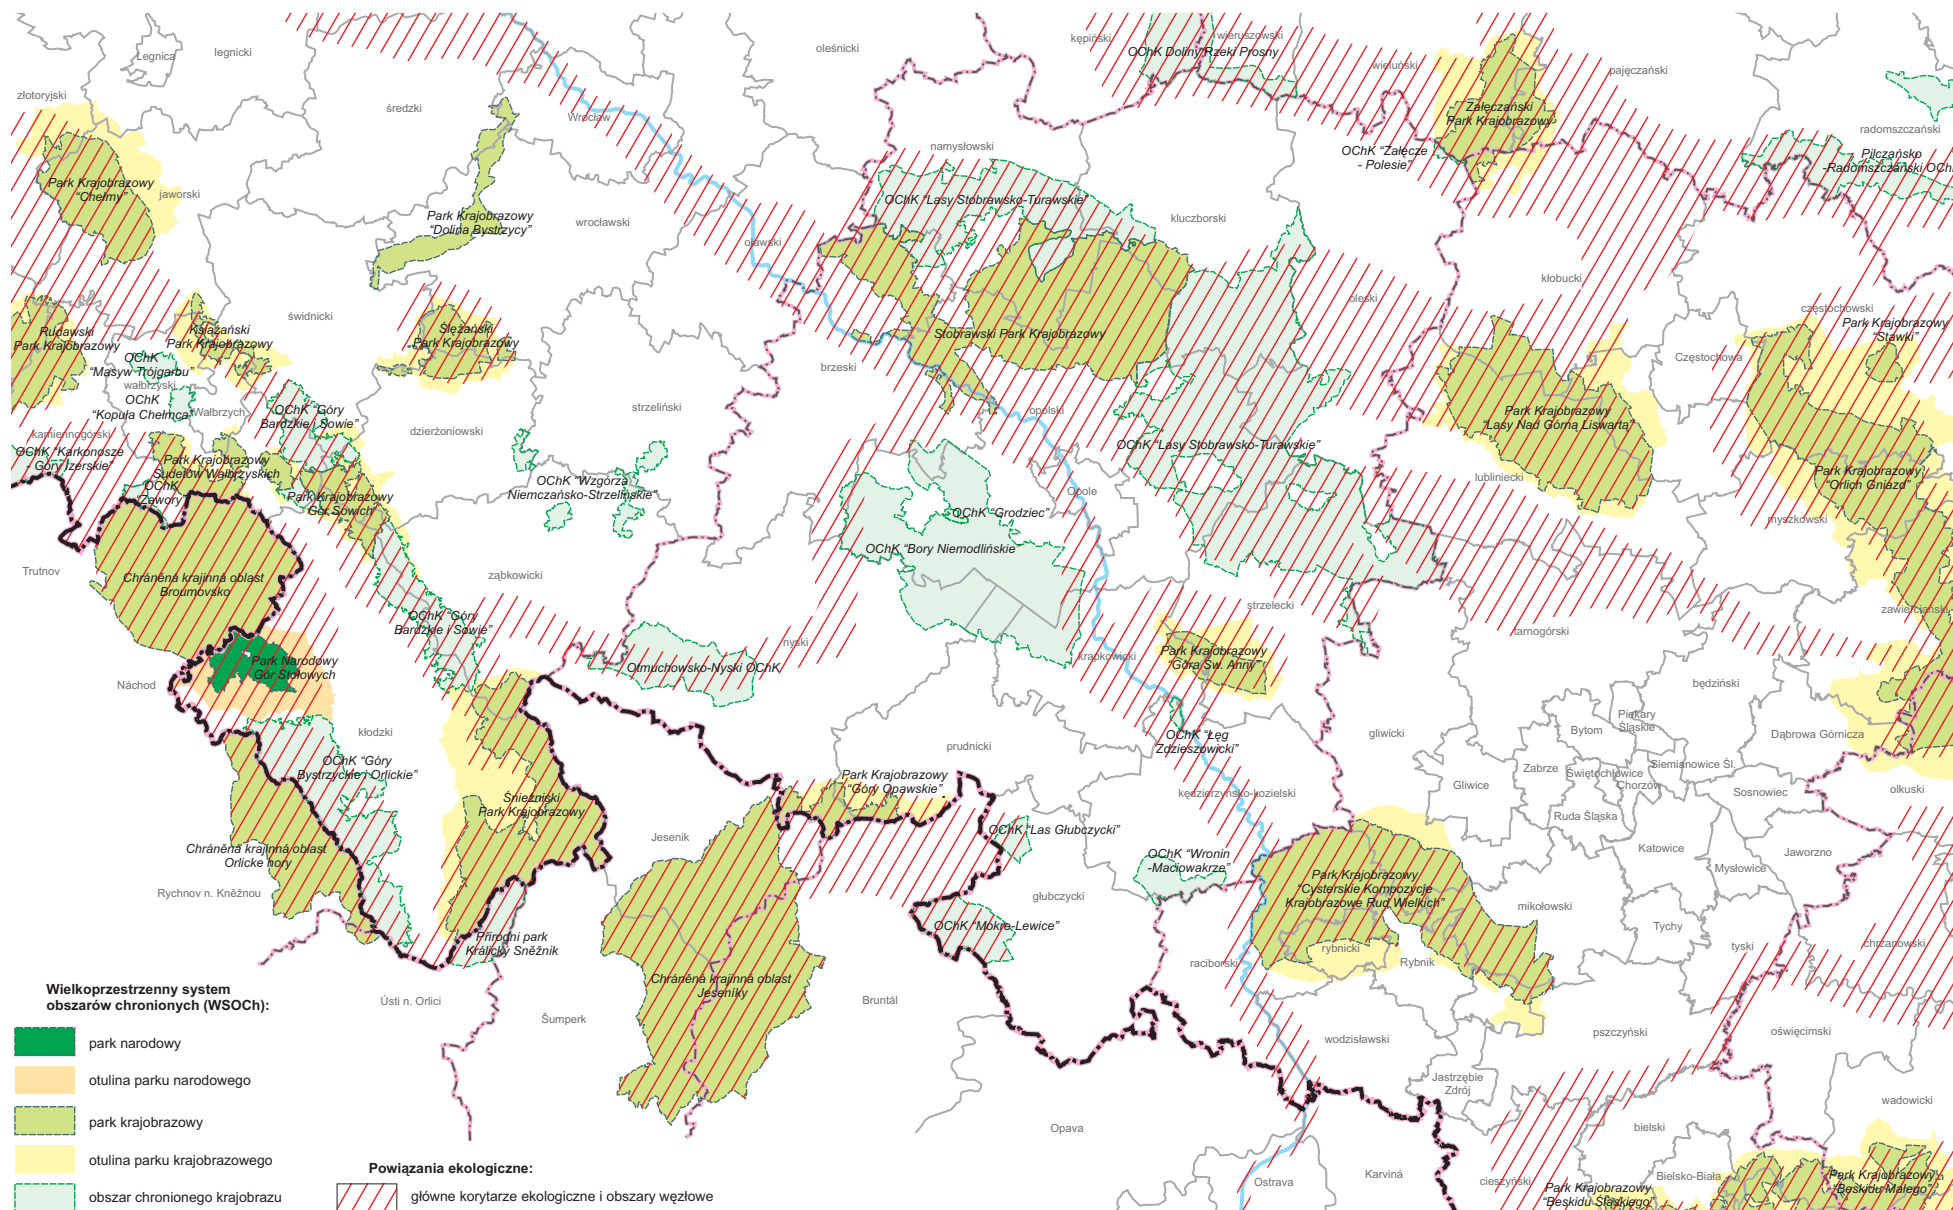 Legnica
legnicki
oleśnicki
kępiński
wieruszowski
OChK Doliny Rzeki Prosny
wieluński
pajęczański
złotoryjski
średzki
Wrocław
Załęczański
Park Krajobrazowy
radomszczański
namysłowski
OChK "Załęcze
- Polesie"
Pilczańsko
-Radomszczański OChK
Park Krajobrazowy
"Chełmy"
jaworski
OChK "Lasy Stobrawsko-Turawskie"
Park Krajobrazowy
"Dolina Bystrzycy"
wrocławski
kluczborski
oławski
kłobucki
oleski
świdnicki
częstochowski
Rudawski
Park Krajobrazowy
Książański
Park Krajobrazowy
Ślężański
Park Krajobrazowy
Stobrawski Park Krajobrazowy
Park Krajobrazowy
"Stawki"
OChK
"Masyw Trójgarbu"
Częstochowa
wałbrzyski
brzeski
OChK
"Kopuła Chełmca"
Wałbrzych
OChK "Góry
Bardzkie i Sowie"
strzeliński
opolski
Park Krajobrazowy
"Lasy Nad Górną Liswartą"
kamiennogórski
dzierżoniowski
OChK "Karkonosze
Góry Izerskie"
Park Krajobrazowy
Sudetów Wałbrzyskich
OChK "Lasy Stobrawsko-Turawskie"
OChK
"Zawory"
Park Krajobrazowy
Gór Sowich
OChK "Wzgórza
Niemczańsko-Strzelińskie"
Opole
lubliniecki
Park Krajobrazowy
"Orlich Gniazd"
OChK "Grodziec"
myszkowski
OChK "Bory Niemodlińskie"
Trutnov
Chráněná krajinná oblast
Broumovsko
ząbkowicki
OChK "Góry
Bardzkie i Sowie"
strzelecki
zawierciański
tarnogórski
nyski
Otmuchowsko-Nyski OChK
krapkowicki
Park Krajobrazowy
"Góra Św. Anny"
Park Narodowy
Gór Stołowych
Náchod
będziński
kłodzki
prudnicki
OChK "Łęg
Zdzieszowicki"
gliwicki
Bytom
Piekary
Śląskie
Dąbrowa Górnicza
OChK "Góry
Bystrzyckie i Orlickie"
Park Krajobrazowy
"Góry Opawskie"
Gliwice
Zabrze
Świętochłowice
Chorzów
Siemianowice Śl.
Sosnowiec
olkuski
kędzierzyńsko-kozielski
Śnieżnicki
Park Krajobrazowy
Ruda Śląska
Jesenik
OChK "Las Głubczycki"
Chráněná krajinná oblast
Orlicke hory
OChK "Wronin
-Maciowakrze"
Katowice
Jaworzno
Mysłowice
Rychnov n. Kněžnou
głubczycki
Park Krajobrazowy
"Cysterskie Kompozycje
Krajobrazowe Rud Wielkich"
mikołowski
Tychy
OChK "Mokre-Lewice"
Přirodni park
Králický Sněžník
rybnicki
Rybnik
raciborski
tyski
chrzanowski
Chráněná krajinná oblast
Jeseníky
Wielkoprzestrzenny system
obszarów chronionych (WSOCh):
Ústi n. Orlici
Šumperk
Bruntál
wodzisławski
pszczyński
oświęcimski
park narodowy
otulina parku narodowego
Jastrzębie
Zdrój
wadowicki
park krajobrazowy
Opava
bielski
otulina parku krajobrazowego
Powiązania ekologiczne:
Ostrava
Karviná
cieszyński
Bielsko-Biała
Park Krajobrazowy
"Beskidu Śląskiego"
Park Krajobrazowy
"Beskidu Małego"
obszar chronionego krajobrazu
główne korytarze ekologiczne i obszary węzłowe